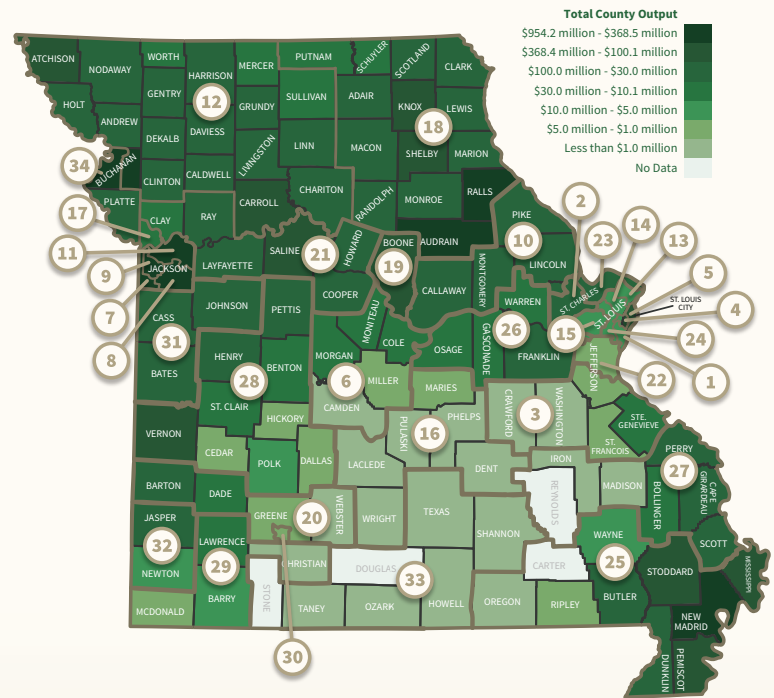 Total County Output
$954.2 million - $368.5 million
$368.4 million - $100.1 million
$100.0 million - $30.0 million
$30.0 million - $10.1 million
$10.0 million - $5.0 million
$5.0 million - $1.0 million
Less than $1.0 million
No Data
ATCHISON
NODAWAY
WORTH
HARRISON
MERCER
PUTNAM
SCHUYLER
SCOTLAND
CLARK
HOLT
GENTRY
12
GRUNDY
SULLIVAN
ADAIR
KNOX
LEWIS
ANDREW
DEKALB
DAVIESS
LIVINGSTON
LINN
MACON
18
SHELBY
MARION
34
BUCHANAN
CLINTON
CALDWELL
CARROLL
CHARITON
RANDOLPH
MONROE
RALLS
PLATTE
17
CLAY
RAY
PIKE
2
23
14
13
11
JACKSON
LAFAYETTE
SALINE
21
HOWARD
BOONE
19
AUDRAIN
10
LINCOLN
5
9
MONTGOMERY
CALLAWAY
WARREN
ST. CHARLES
ST. LOUIS
ST. LOUIS
CITY
4
7
CASS
JOHNSON
PETTIS
COOPER
MONITEAU
COLE
OSAGE
GASCONADE
26
15
24
8
31
BATES
HENRY
28
BENTON
MORGAN
6
MILLER
MARIES
FRANKLIN
JEFFERSON
22
1
ST. CLAIR
HICKORY
CAMDEN
PULASKI
16
PHELPS
CRAWFORD
3
WASHINGTON
ST.
FRANCOIS
STE.
GENEVIEVE
VERNON
CEDAR
POLK
DALLAS
LACLEDE
DENT
IRON
PERRY
27
CAPE
GIRARDEAU
BARTON
DADE
GREENE
20
WEBSTER
WRIGHT
TEXAS
REYNOLDS
MADISON
BOLLINGER
JASPER
32
NEWTON
LAWRENCE
29
BARRY
CHRISTIAN
DOUGLAS
33
SHANNON
CARTER
WAYNE
25
BUTLER
SCOTT
STODDARD
MISSISSIPPI
MCDONALD
STONE
TANEY
OZARK
HOWELL
OREGON
RIPLEY
NEW
MADRID
30
DUNKLIN
PEMISCOT